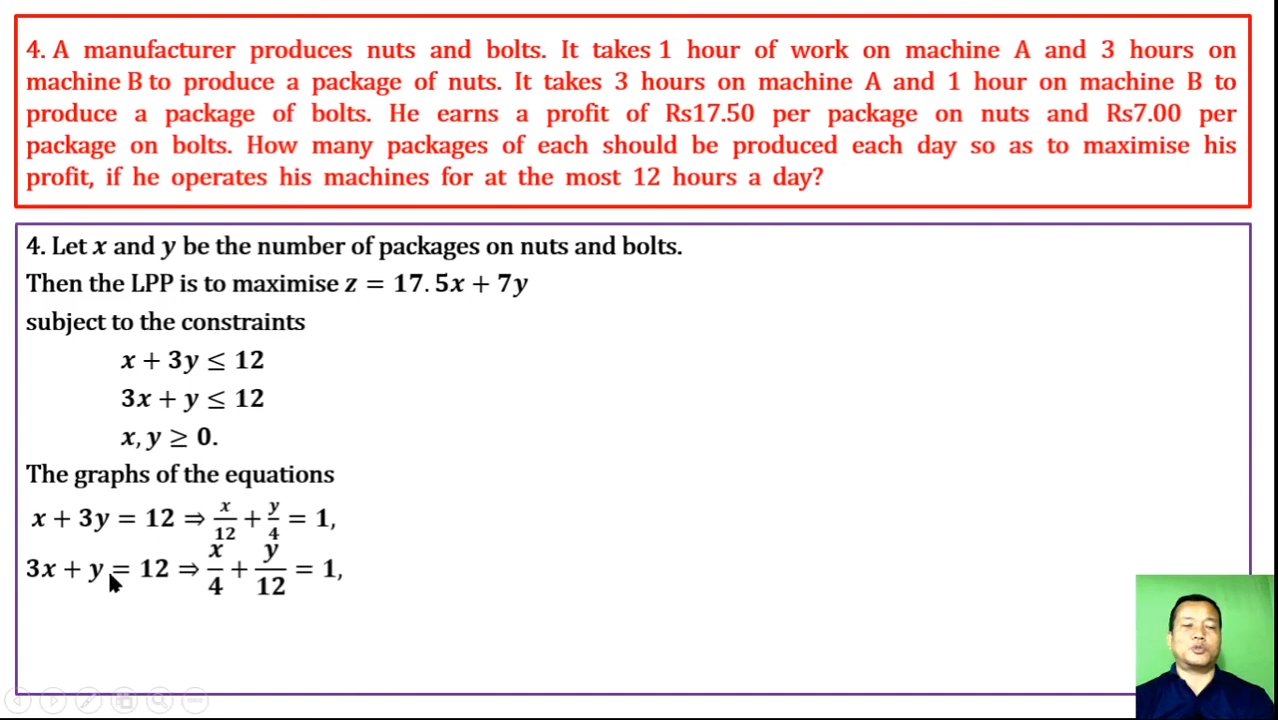 4. A manufacturer produces nuts and bolts. It takes 1 hour of work on machine A and 3 hours on
machine B to produce a package of nuts. It takes 3 hours on machine A and 1 hour on machine B to
produce a package of bolts. He earns a profit of Rs17.50 per package on nuts and Rs7.00 per
package on bolts. How many packages of each should be produced each day so as to maximise his
profit, if he operates his machines for at the most 12 hours a day?
4. Let x and y be the number of packages on nuts and bolts.
Then the LPP is to maximise z = 17.5x + 7y
subject to the constraints
x + 3y ≤ 12
3x + y ≤ 12
x, y ≥ 0.
The graphs of the equations
x + 3y = 12 ⇒ x/12 + y/4 = 1,
3x + y = 12 ⇒ x/4 + y/12 = 1,